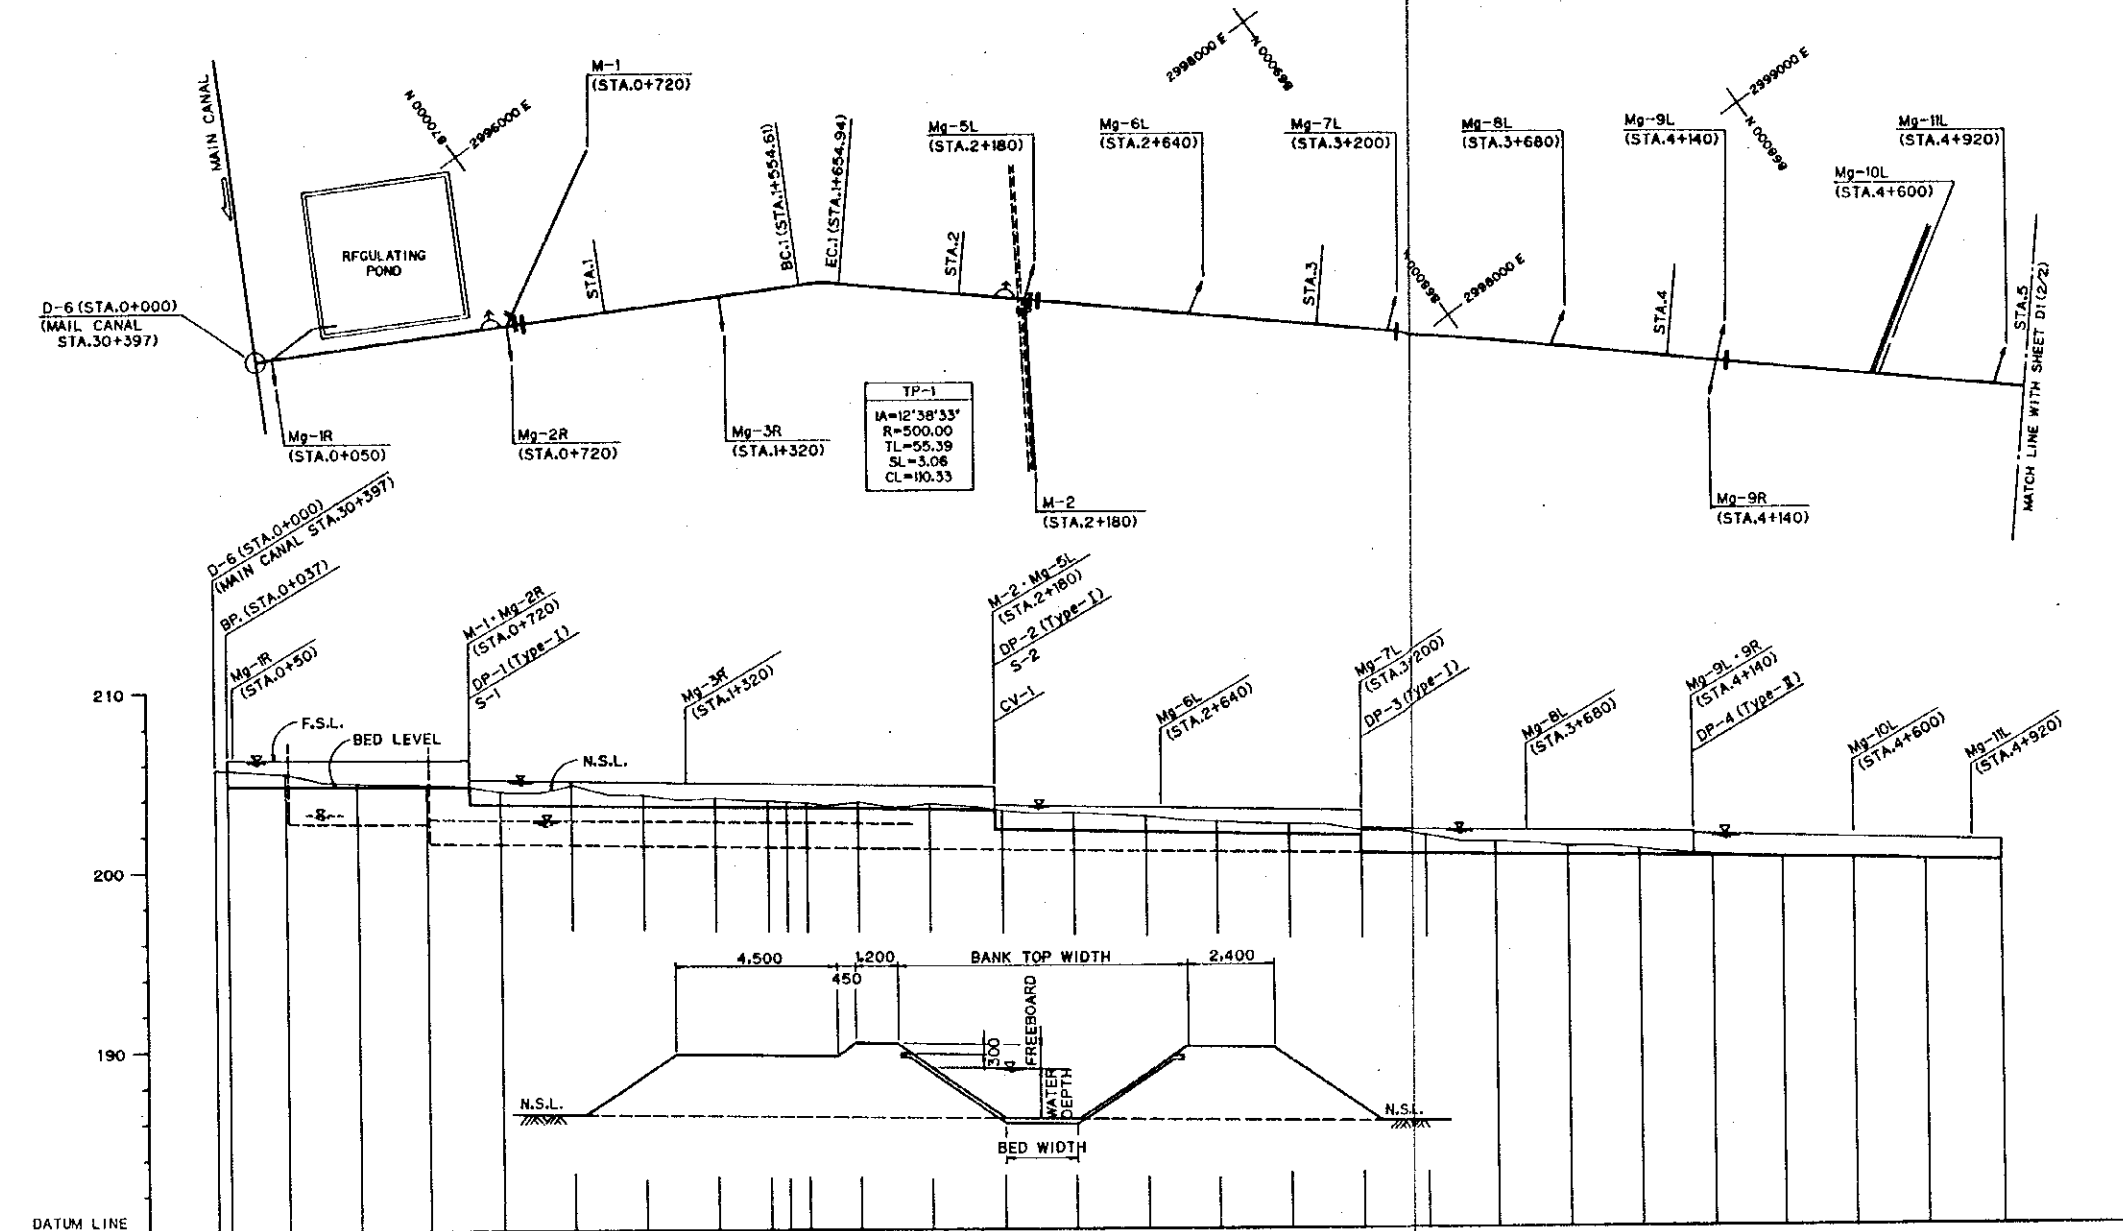 MAIN CANAL
870000 N
2996000 E
M-1
(STA.0+720)
2998000 E
869000 N
2999000 E
868000 N
BC.1 (STA.1+554.61)
EC.1 (STA.1+654.94)
Mg-5L
(STA.2+180)
Mg-6L
(STA.2+640)
Mg-7L
(STA.3+200)
Mg-8L
(STA.3+680)
Mg-9L
(STA.4+140)
Mg-10L
(STA.4+600)
Mg-11L
(STA.4+920)
RFGULATING
POND
STA.1
STA.2
STA.3
868000 N
2998000 E
STA.4
STA.5
MATCH LINE WITH SHEET D1(2/2)
D-6 (STA.0+000)
(MAIL CANAL
STA.30+397)
Mg-1R
(STA.0+050)
Mg-2R
(STA.0+720)
Mg-3R
(STA.1+320)
TP-1
IA=12°38'33"
R=500.00
TL=55.39
SL=3.06
CL=110.33
M-2
(STA.2+180)
Mg-9R
(STA.4+140)
D-6 (STA.0+000)
(MAIN CANAL STA.30+397)
BP. (STA.0+037)
Mg-1R
(STA.0+50)
M-1·Mg-2R
(STA.0+720)
DP-1 (Type-I)
S-1
Mg-3R
(STA.1+320)
M-2·Mg-5L
(STA.2+180)
DP-2 (Type-I)
S-2
CV-1
Mg-6L
(STA.2+640)
Mg-7L
(STA.3+200)
DP-3 (Type-I)
Mg-8L
(STA.3+680)
Mg-9L·9R
(STA.4+140)
DP-4 (Type-II)
Mg-10L
(STA.4+600)
Mg-11L
(STA.4+920)
210
F.S.L.
BED LEVEL
N.S.L.
200
190
4,500
450
1,200
BANK TOP WIDTH
2,400
300
FREEBOARD
WATER
DEPTH
N.S.L.
N.S.L.
BED WIDTH
DATUM LINE